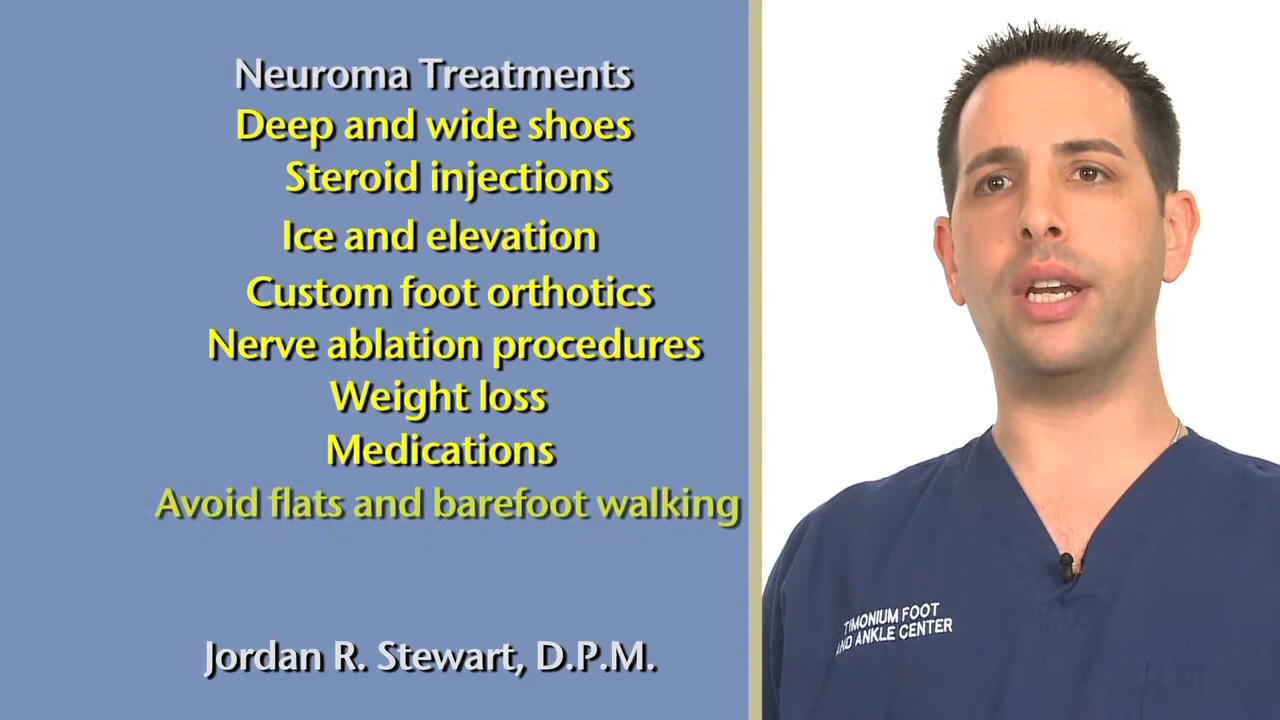 Neuroma Treatments
Deep and wide shoes
Steroid injections
Ice and elevation
Custom foot orthotics
Nerve ablation procedures
Weight loss
Medications
Avoid flats and barefoot walking
Jordan R. Stewart, D.P.M.
TIMONIUM FOOT
AND ANKLE CENTER